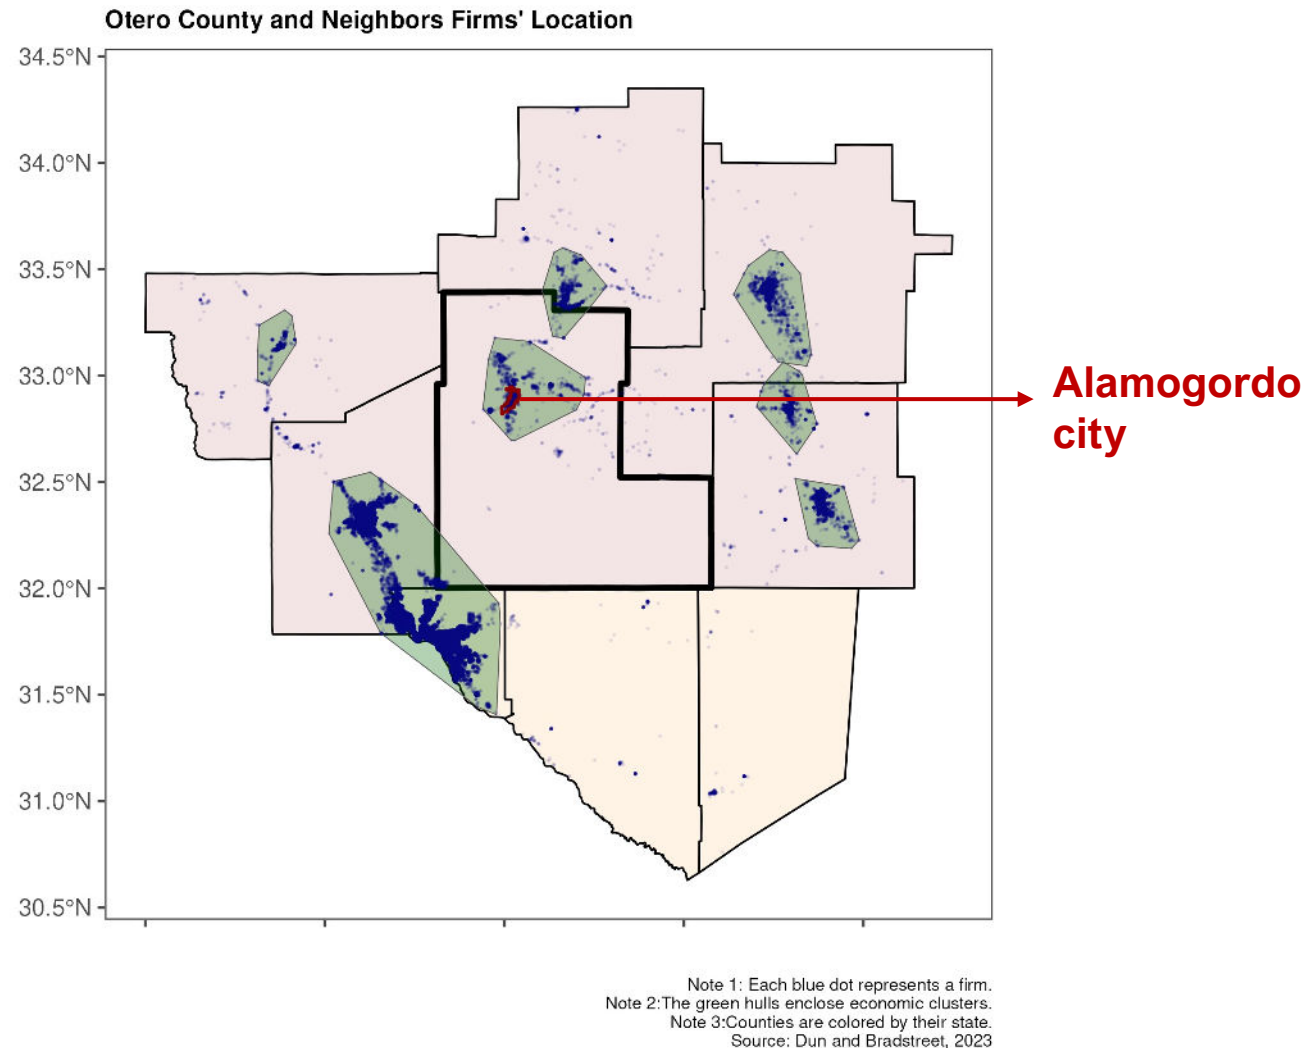 Otero County and Neighbors Firms' Location
34.5°N
34.0°N
33.5°N
33.0°N
32.5°N
32.0°N
31.5°N
31.0°N
30.5°N
Alamogordo
city
Note 1: Each blue dot represents a firm.
Note 2:The green hulls enclose economic clusters.
Note 3:Counties are colored by their state.
Source: Dun and Bradstreet, 2023